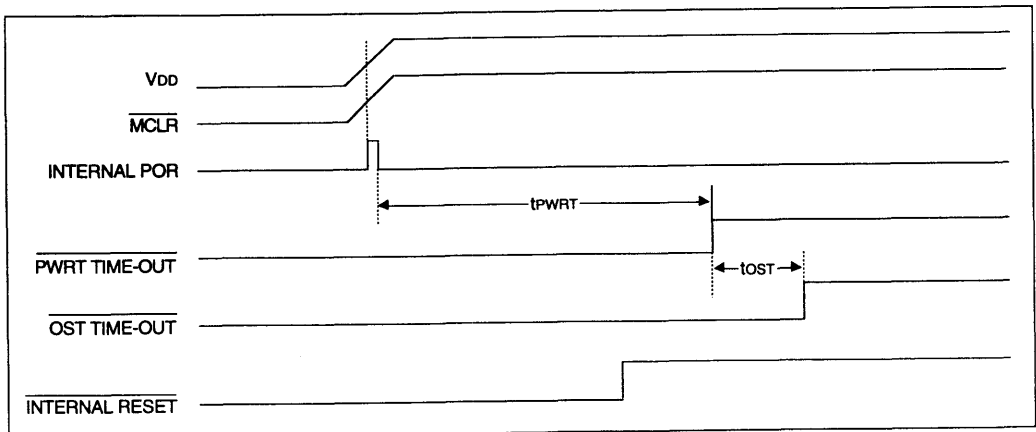 VDD
MCLR
INTERNAL POR
tPWRT
PWRT TIME-OUT
tOST
OST TIME-OUT
INTERNAL RESET